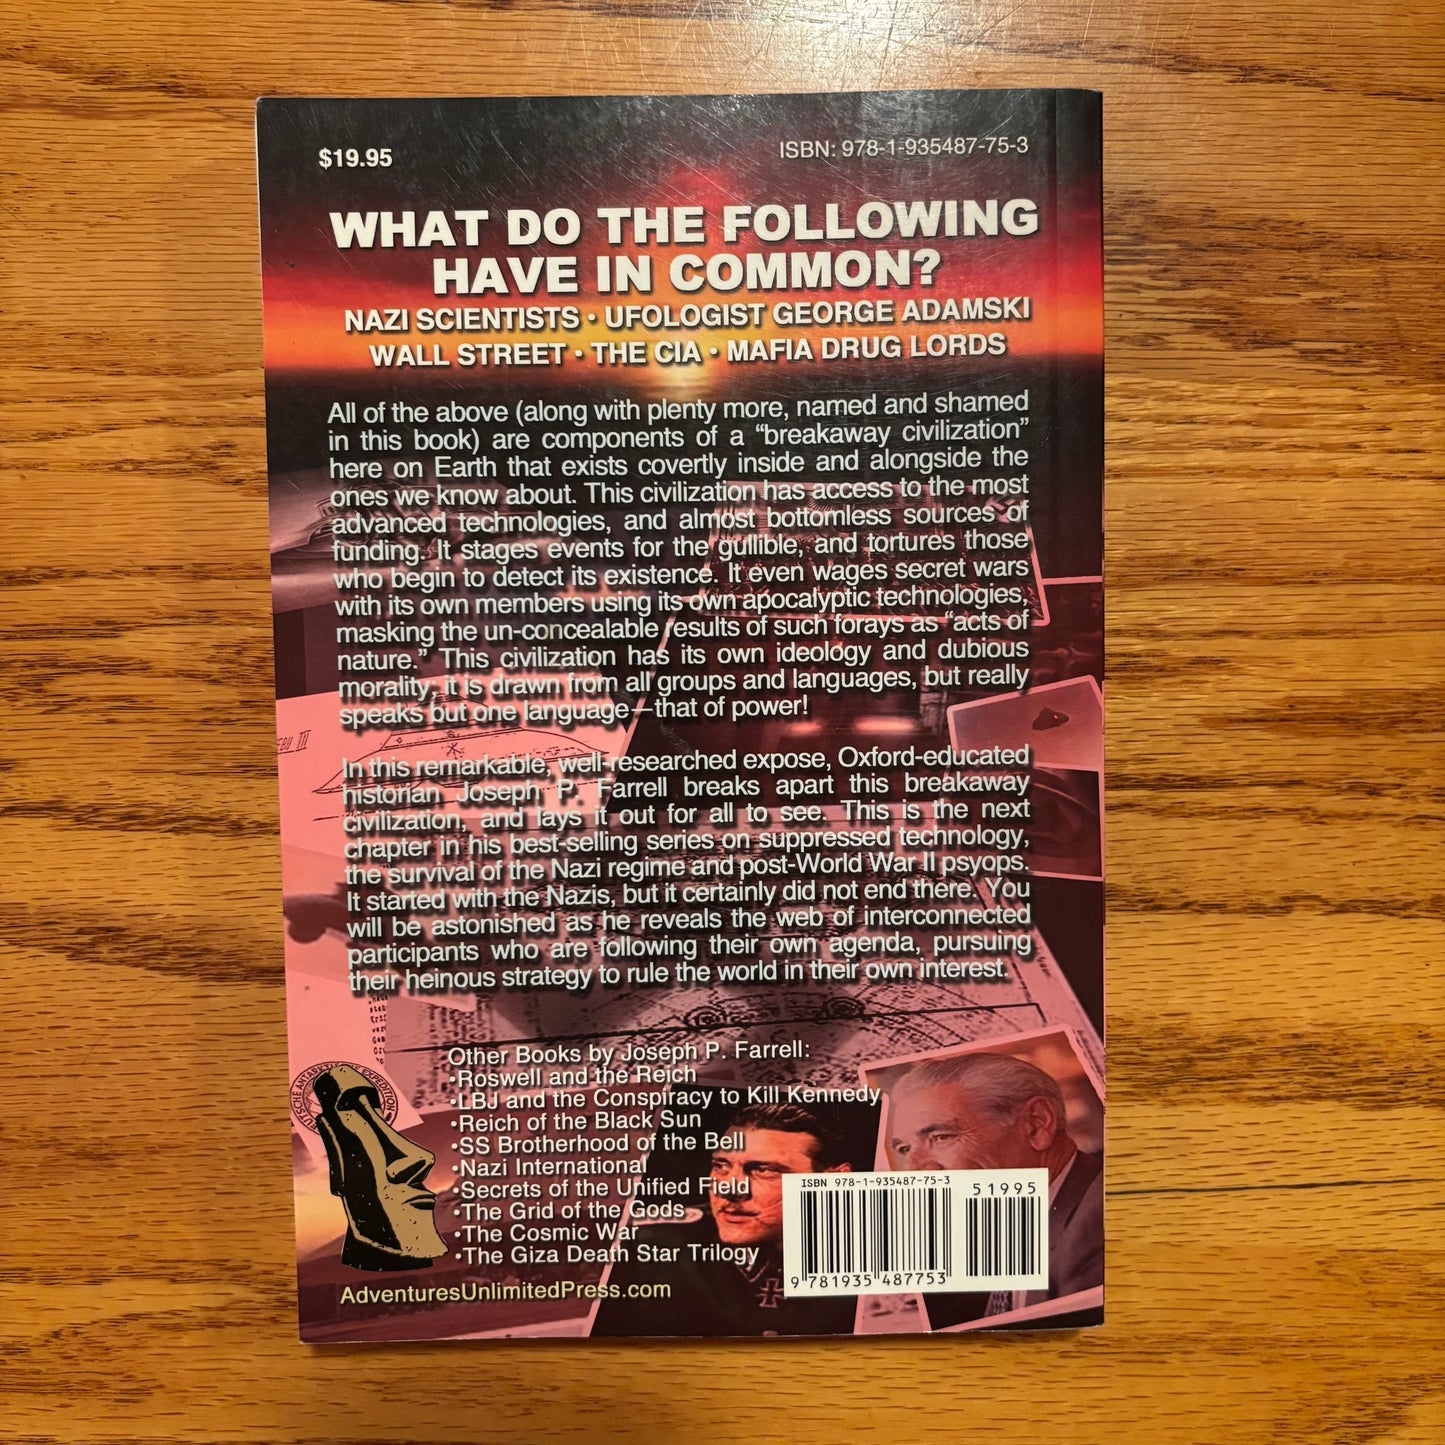 $19.95
ISBN: 978-1-935487-75-3
WHAT DO THE FOLLOWING
HAVE IN COMMON?
NAZI SCIENTISTS • UFOLOGIST GEORGE ADAMSKI
WALL STREET • THE CIA • MAFIA DRUG LORDS
All of the above (along with plenty more, named and shamed
in this book) are components of a “breakaway civilization”
here on Earth that exists covertly inside and alongside the
ones we know about. This civilization has access to the most
advanced technologies, and almost bottomless sources of
funding. It stages events for the gullible, and tortures those
who begin to detect its existence. It even wages secret wars
with its own members using its own apocalyptic technologies,
masking the un-concealable results of such forays as “acts of
nature.” This civilization has its own ideology and dubious
morality; it is drawn from all groups and languages, but really
speaks but one language—that of power!
In this remarkable, well-researched expose, Oxford-educated
historian Joseph P. Farrell breaks apart this breakaway
civilization, and lays it out for all to see. This is the next
chapter in his best-selling series on suppressed technology,
the survival of the Nazi regime and post-World War II psyops.
It started with the Nazis, but it certainly did not end there. You
will be astonished as he reveals the web of interconnected
participants who are following their own agenda, pursuing
their heinous strategy to rule the world in their own interest.
Other Books by Joseph P. Farrell:
•Roswell and the Reich
•LBJ and the Conspiracy to Kill Kennedy
•Reich of the Black Sun
•SS Brotherhood of the Bell
•Nazi International
•Secrets of the Unified Field
•The Grid of the Gods
•The Cosmic War
•The Giza Death Star Trilogy
AdventuresUnlimitedPress.com
ISBN 978-1-935487-75-3
51995
9 781935 487753